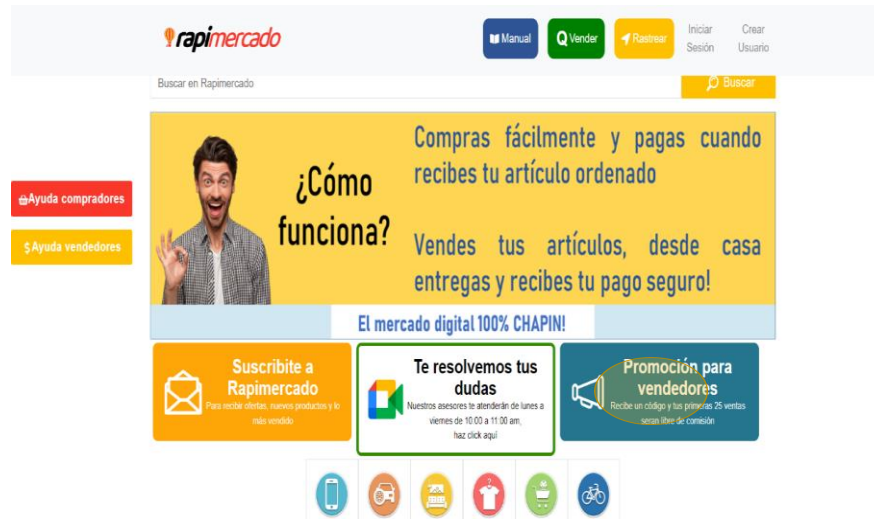 rapimercado
Manual
Vender
Rastrear
Iniciar
Sesión
Crear
Usuario
Buscar en Rapimercado
Buscar
Ayuda compradores
$ Ayuda vendedores
¿Cómo
funciona?
Compras fácilmente y pagas cuando
recibes tu artículo ordenado
Vendes tus artículos, desde casa
entregas y recibes tu pago seguro!
El mercado digital 100% CHAPIN!
Suscribite a
Rapimercado
Para recibir ofertas, nuevos productos y lo
más vendido
Te resolvemos tus
dudas
Nuestros asesores te atenderán de lunes a
viernes de 10:00 a 11:00 am,
haz click aquí
Promoción para
vendedores
Recibe un código y tus primeras 25 ventas
seran libre de comisión